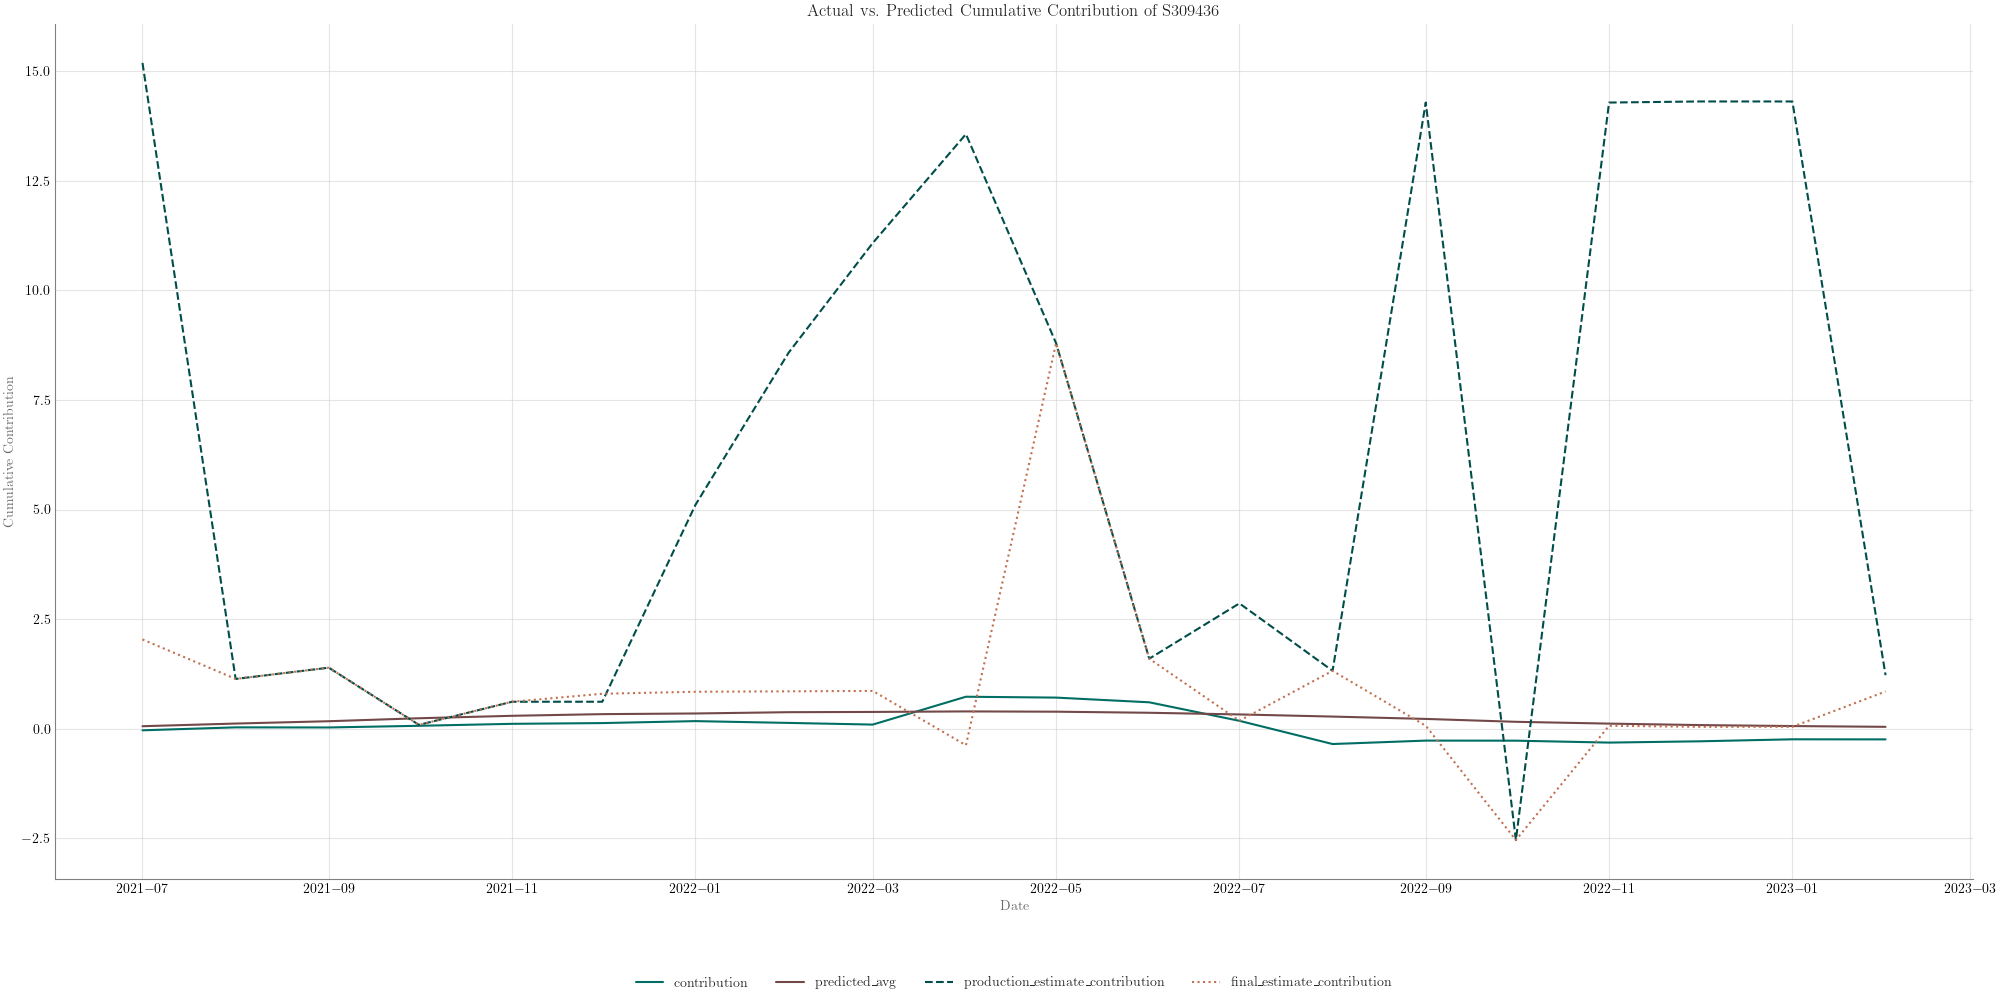 Actual vs. Predicted Cumulative Contribution of S309436
Cumulative Contribution
15.0
12.5
10.0
7.5
5.0
2.5
0.0
−2.5
2021−07 2021−09 2021−11 2022−01 2022−03 2022−05 2022−07 2022−09 2022−11 2023−01 2023−03
Date
contribution predicted_avg production_estimate_contribution final_estimate_contribution